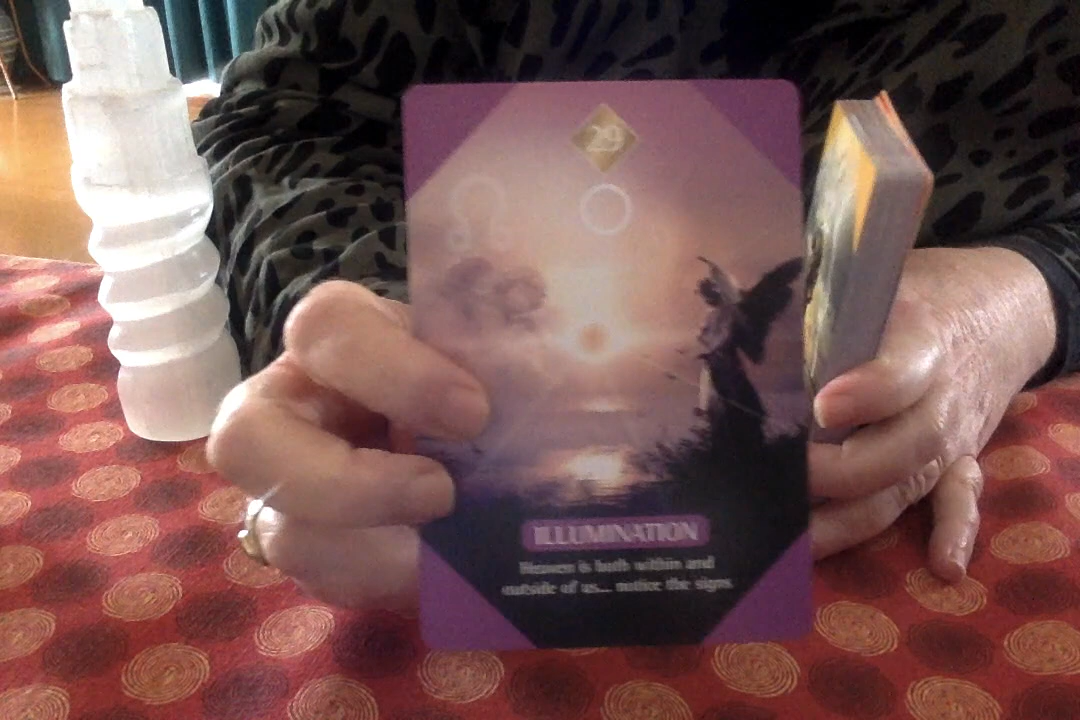 29
ILLUMINATION
Heaven is both within and
outside of us... notice the signs.